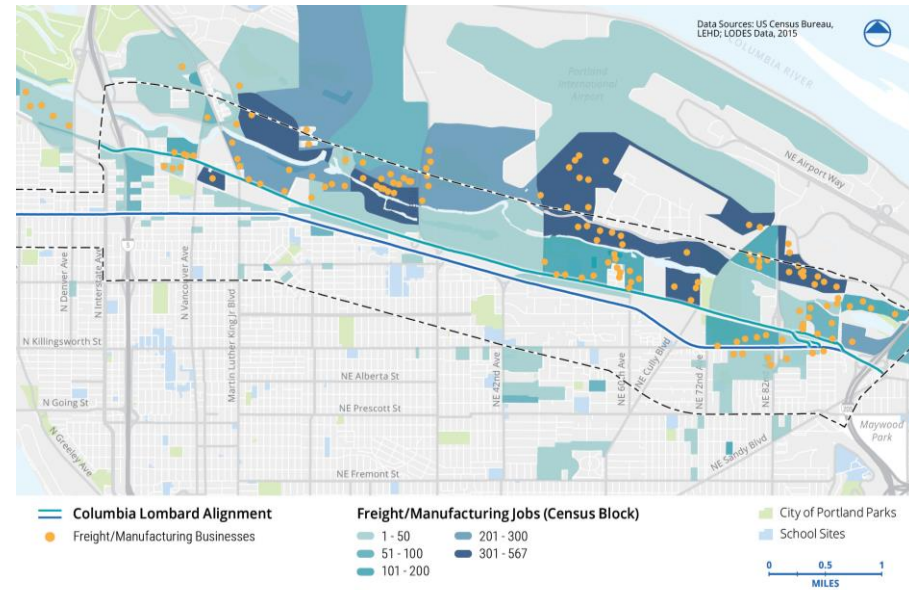 Data Sources: US Census Bureau,
LEHD; LODES Data, 2015
COLUMBIA RIVER
Portland
International
Airport
NE Airport Way
5
N Denver Ave
N Interstate Ave
N Vancouver Ave
Martin Luther King Jr Blvd
N Killingsworth St
NE 42nd Ave
NE 60th Ave
NE Cully Blvd
NE 72nd Ave
NE 82nd Ave
NE Alberta St
N Going St
NE Prescott St
Maywood
Park
N Greeley Ave
NE Sandy Blvd
NE Fremont St
Columbia Lombard Alignment
Freight/Manufacturing Businesses
Freight/Manufacturing Jobs (Census Block)
1 - 50
51 - 100
101 - 200
201 - 300
301 - 567
City of Portland Parks
School Sites
0 0.5 1
MILES